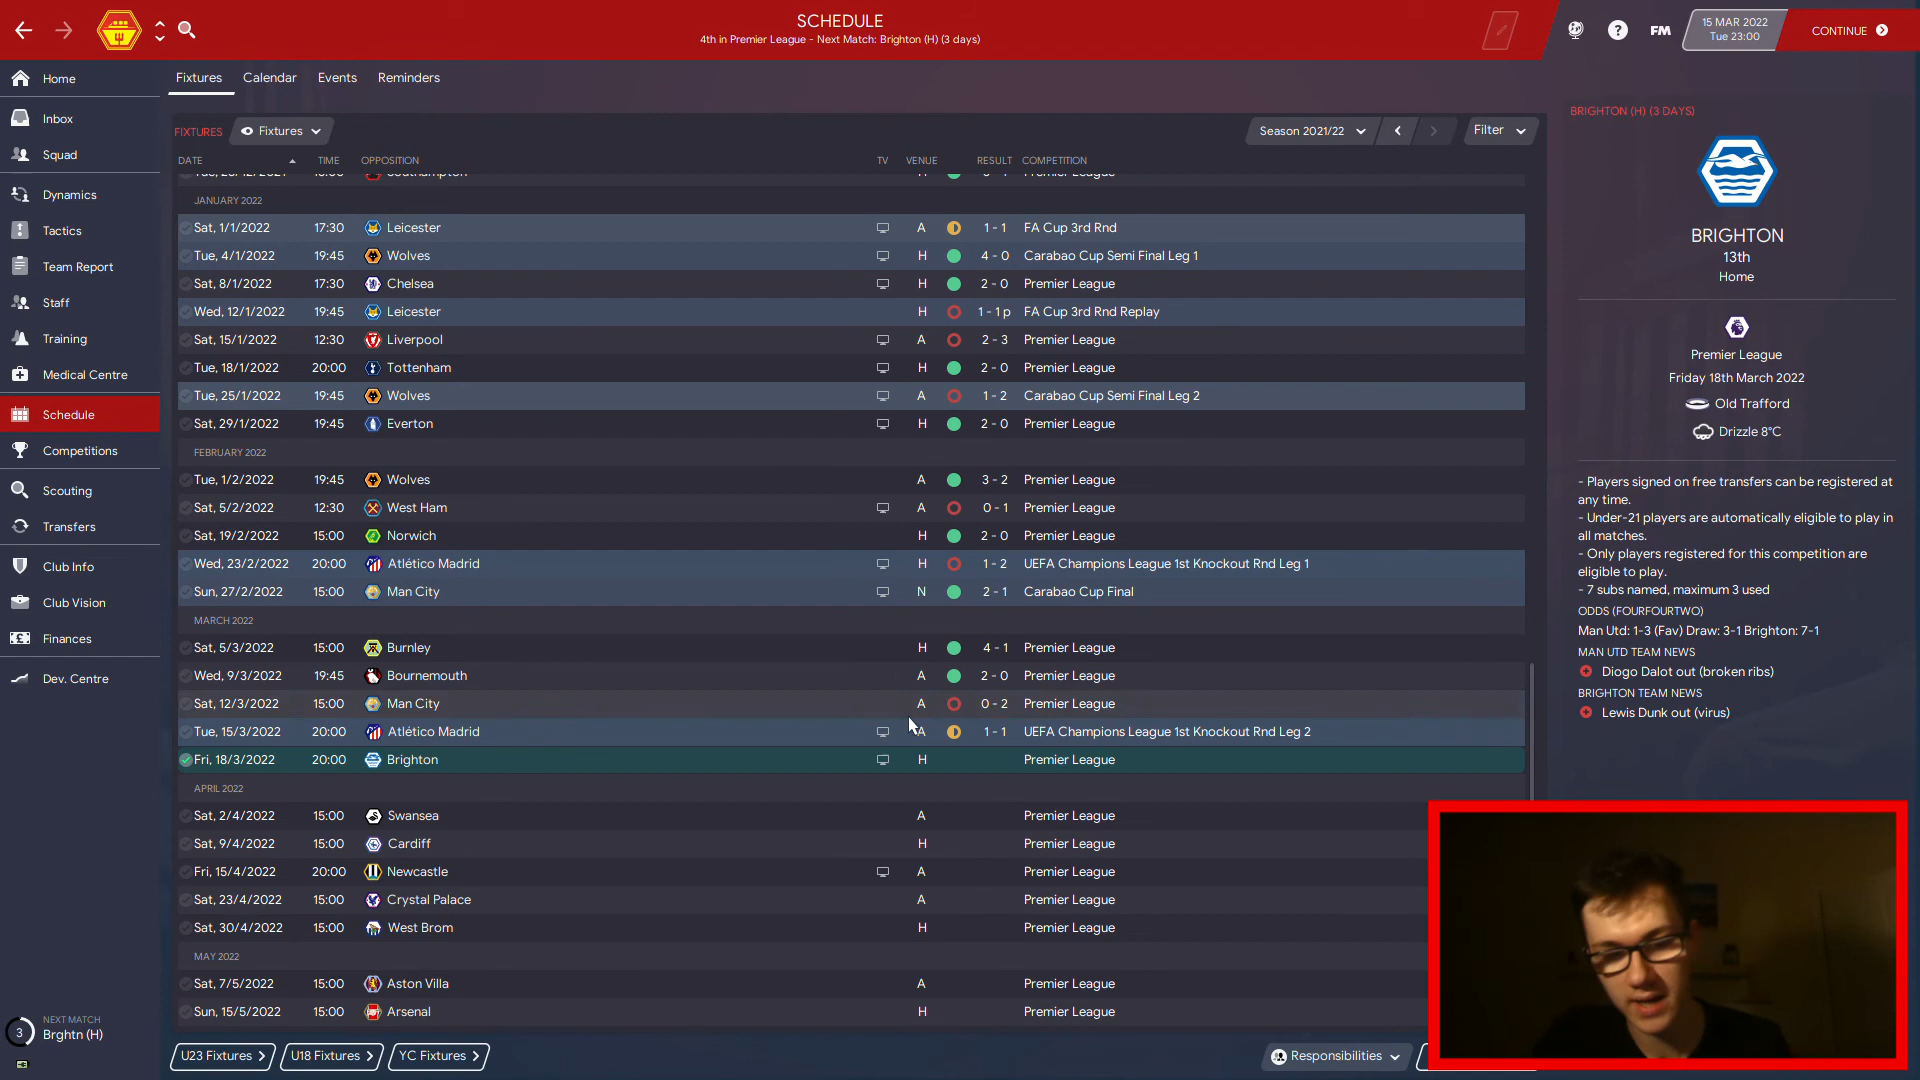 SCHEDULE
4th in Premier League - Next Match: Brighton (H) (3 days)
FM
15 MAR 2022
Tue 23:00
CONTINUE
Home
Inbox
Squad
Dynamics
Tactics
Team Report
Staff
Training
Medical Centre
Schedule
Competitions
Scouting
Transfers
Club Info
Club Vision
Finances
Dev. Centre
3
NEXT MATCH
Brghtn (H)
Fixtures Calendar Events Reminders
FIXTURES Fixtures Season 2021/22 Filter
DATE TIME OPPOSITION TV VENUE RESULT COMPETITION
JANUARY 2022
Sat, 1/1/2022 17:30 Leicester A 1 - 1 FA Cup 3rd Rnd
Tue, 4/1/2022 19:45 Wolves H 4 - 0 Carabao Cup Semi Final Leg 1
Sat, 8/1/2022 17:30 Chelsea H 2 - 0 Premier League
Wed, 12/1/2022 19:45 Leicester H 1 - 1 p FA Cup 3rd Rnd Replay
Sat, 15/1/2022 12:30 Liverpool A 2 - 3 Premier League
Tue, 18/1/2022 20:00 Tottenham H 2 - 0 Premier League
Tue, 25/1/2022 19:45 Wolves A 1 - 2 Carabao Cup Semi Final Leg 2
Sat, 29/1/2022 19:45 Everton H 2 - 0 Premier League
FEBRUARY 2022
Tue, 1/2/2022 19:45 Wolves A 3 - 2 Premier League
Sat, 5/2/2022 12:30 West Ham A 0 - 1 Premier League
Sat, 19/2/2022 15:00 Norwich H 2 - 0 Premier League
Wed, 23/2/2022 20:00 Atlético Madrid H 1 - 2 UEFA Champions League 1st Knockout Rnd Leg 1
Sun, 27/2/2022 15:00 Man City N 2 - 1 Carabao Cup Final
MARCH 2022
Sat, 5/3/2022 15:00 Burnley H 4 - 1 Premier League
Wed, 9/3/2022 19:45 Bournemouth A 2 - 0 Premier League
Sat, 12/3/2022 15:00 Man City A 0 - 2 Premier League
Tue, 15/3/2022 20:00 Atlético Madrid A 1 - 1 UEFA Champions League 1st Knockout Rnd Leg 2
Fri, 18/3/2022 20:00 Brighton H Premier League
APRIL 2022
Sat, 2/4/2022 15:00 Swansea A Premier League
Sat, 9/4/2022 15:00 Cardiff H Premier League
Fri, 15/4/2022 20:00 Newcastle A Premier League
Sat, 23/4/2022 15:00 Crystal Palace A Premier League
Sat, 30/4/2022 15:00 West Brom H Premier League
MAY 2022
Sat, 7/5/2022 15:00 Aston Villa A Premier League
Sun, 15/5/2022 15:00 Arsenal H Premier League
U23 Fixtures U18 Fixtures YC Fixtures Responsibilities
BRIGHTON (H) (3 DAYS)
BRIGHTON
13th
Home
Premier League
Friday 18th March 2022
Old Trafford
Drizzle 8°C
- Players signed on free transfers can be registered at
any time.
- Under-21 players are automatically eligible to play in
all matches.
- Only players registered for this competition are
eligible to play.
- 7 subs named, maximum 3 used
ODDS (FOURFOURTWO)
Man Utd: 1-3 (Fav) Draw: 3-1 Brighton: 7-1
MAN UTD TEAM NEWS
Diogo Dalot out (broken ribs)
BRIGHTON TEAM NEWS
Lewis Dunk out (virus)